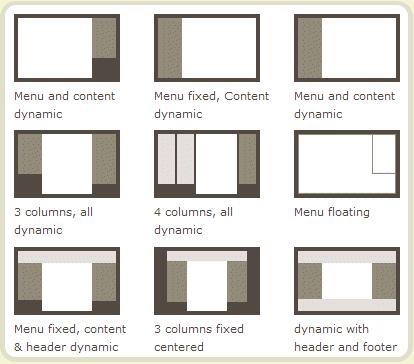 Menu and content
dynamic
Menu fixed, Content
dynamic
Menu and content
dynamic
3 columns, all
dynamic
4 columns, all
dynamic
Menu floating
Menu fixed, content
& header dynamic
3 columns fixed
centered
dynamic with
header and footer